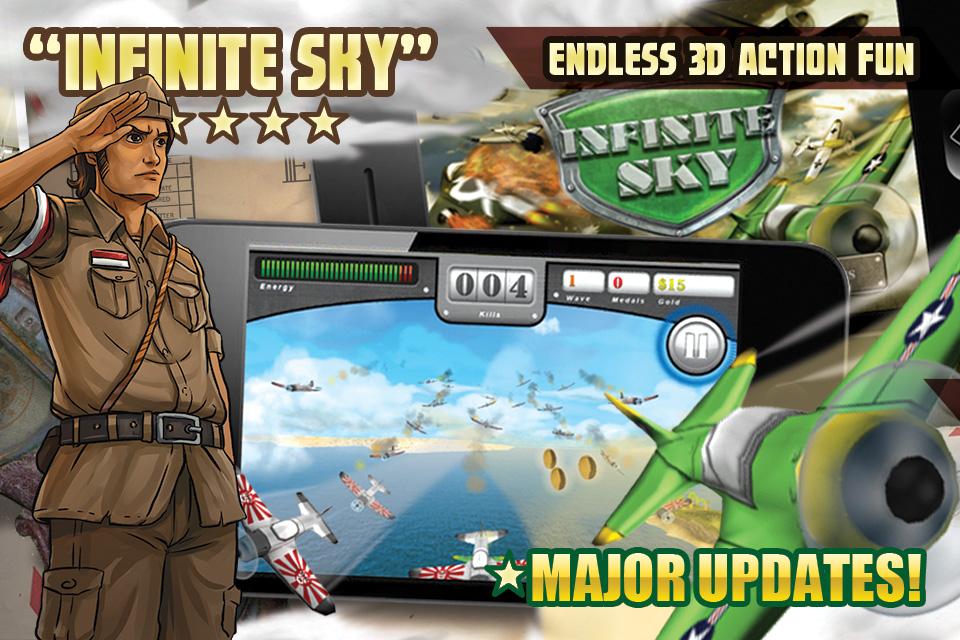 “INFINITE SKY”
ENDLESS 3D ACTION FUN
INFINITE
SKY
Energy
004
Kills
1
Wave
0
Medals
$15
Gold
MAJOR UPDATES!